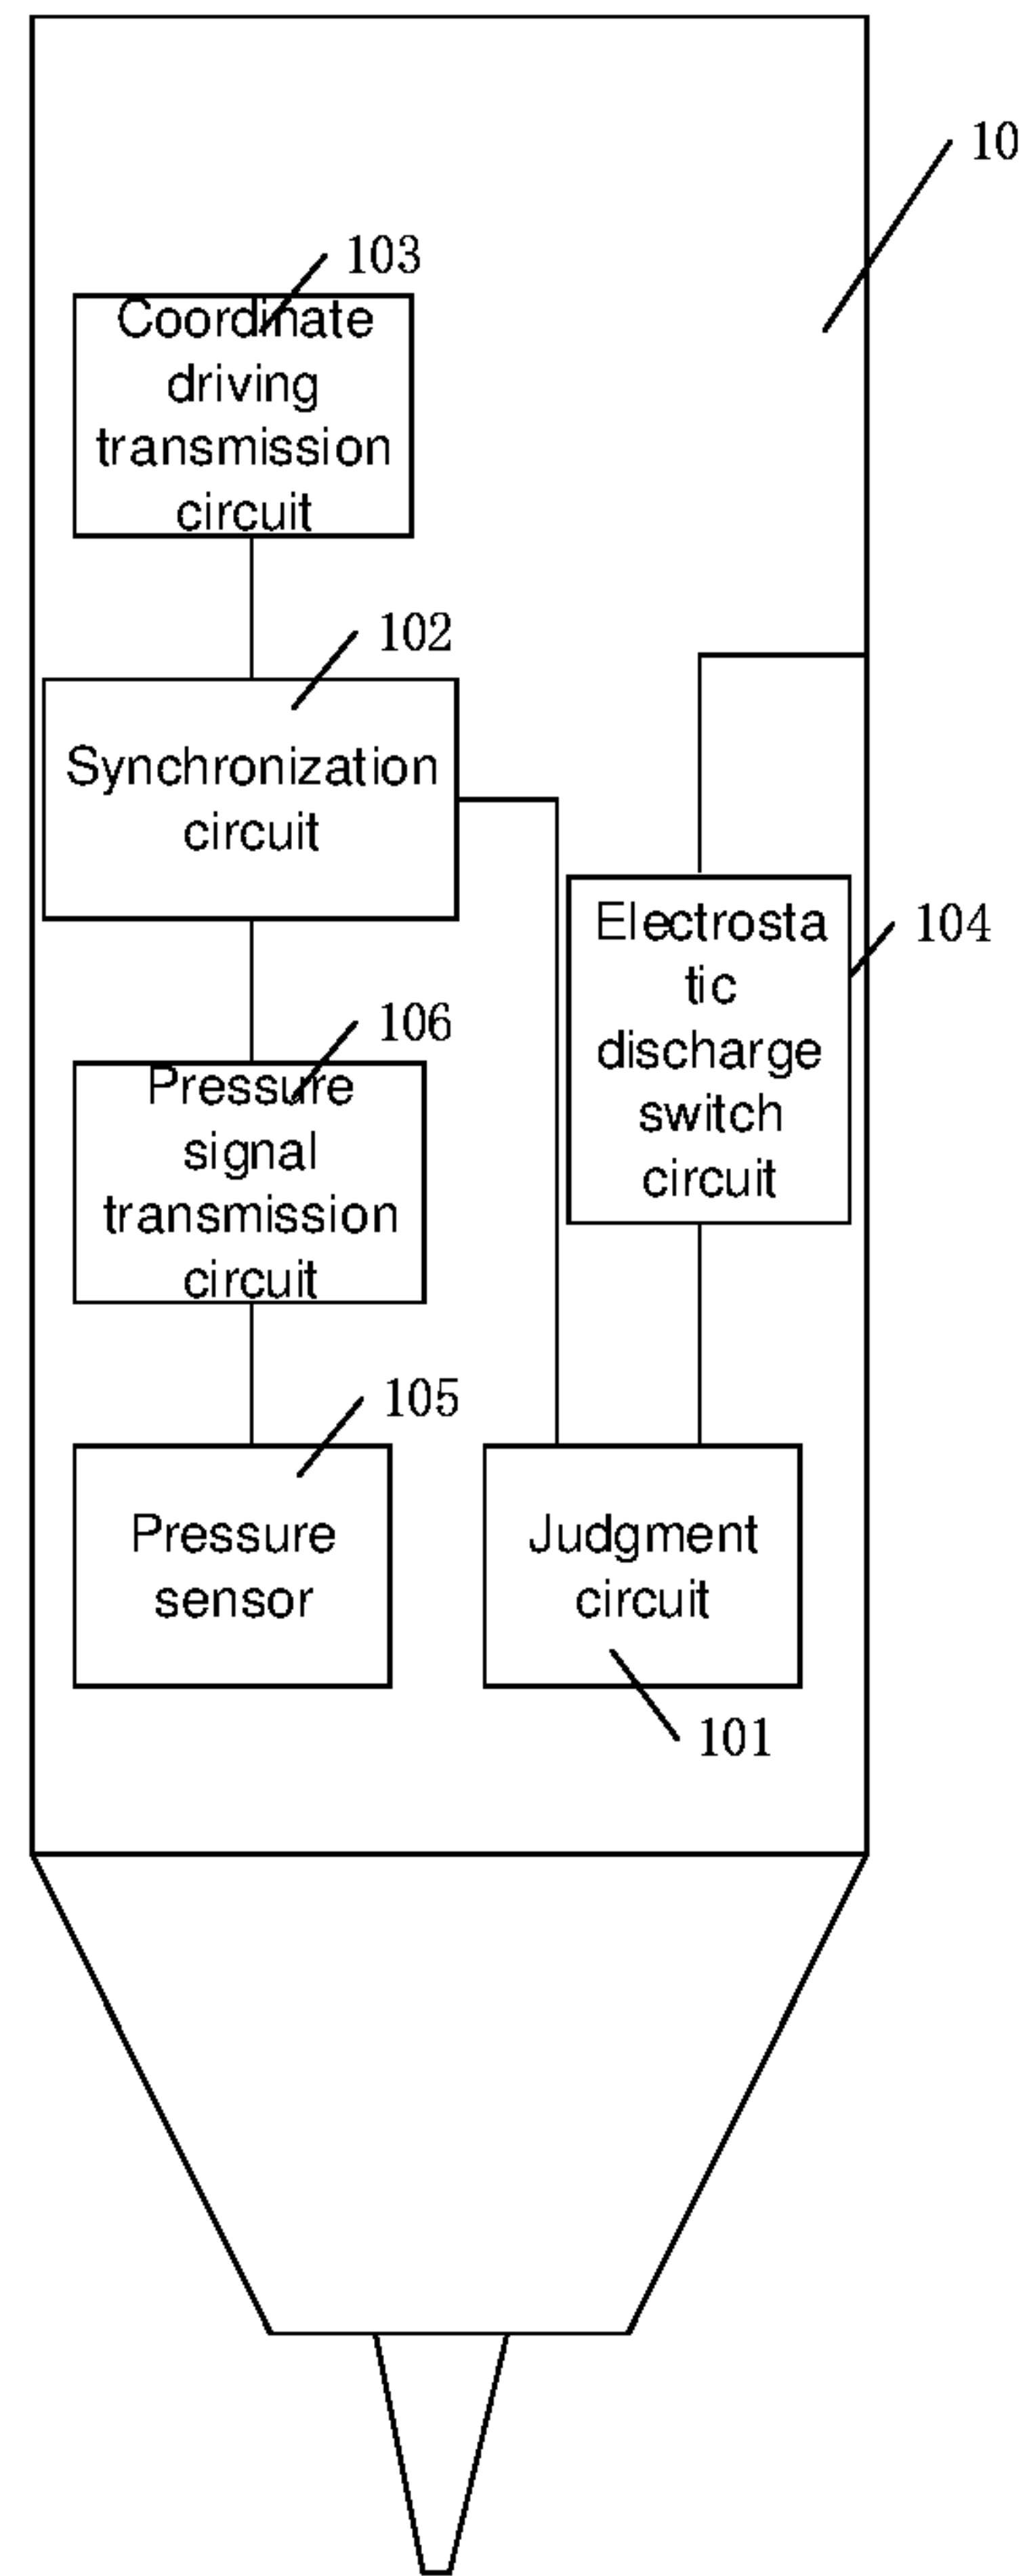 10
103
Coordinate
driving
transmission
circuit
102
Synchronization
circuit
104
Electrosta
tic
discharge
switch
circuit
106
Pressure
signal
transmission
circuit
105
Pressure
sensor
Judgment
circuit
101